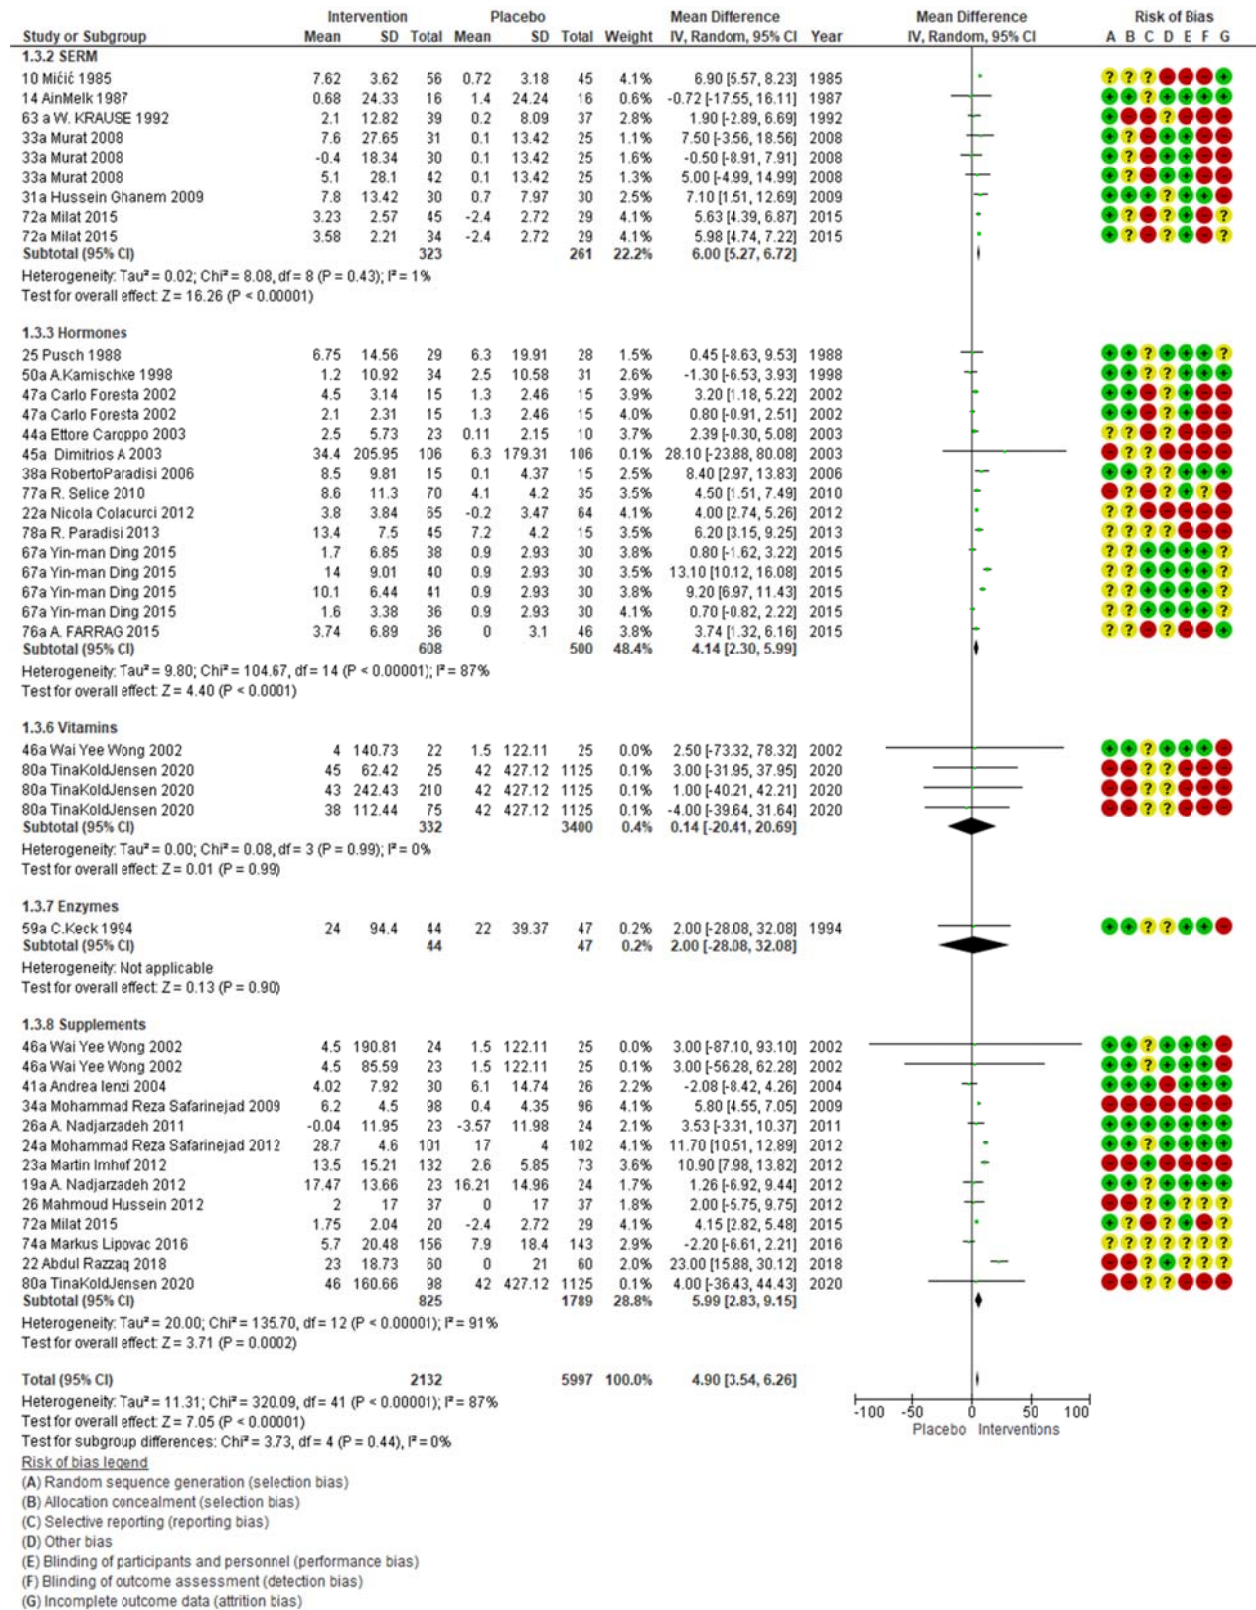 Intervention Placebo Mean Difference Mean Difference Risk of Bias
Study or Subgroup Mean SD Total Mean SD Total Weight IV, Random, 95% CI Year IV, Random, 95% CI A B C D E F G
1.3.2 SERM
10 Mićić 1985 7.62 3.62 56 0.72 3.18 45 4.1% 6.90 [5.57, 8.23] 1985 ? ? ? - - - +
14 AinMelk 1987 0.68 24.33 16 1.4 24.24 16 0.6% -0.72 [-17.55, 16.11] 1987 + + ? + + + +
63 a W. KRAUSE 1992 2.1 12.82 39 0.2 8.09 37 2.8% 1.90 [-2.89, 6.69] 1992 + - - ? - - -
33a Murat 2008 7.6 27.65 31 0.1 13.42 25 1.1% 7.50 [-3.56, 18.56] 2008 + ? - + + - -
33a Murat 2008 -0.4 18.34 30 0.1 13.42 25 1.6% -0.50 [-8.91, 7.91] 2008 + ? - + + - -
33a Murat 2008 5.1 28.1 42 0.1 13.42 25 1.3% 5.00 [-4.99, 14.99] 2008 + ? - + + - -
31a Hussein Ghanem 2009 7.8 13.42 30 0.7 7.97 30 2.4% 7.10 [1.51, 12.69] 2009 + + + ? + - -
72a Milat 2015 3.23 2.57 45 -2.4 2.72 29 4.1% 5.63 [4.39, 6.87] 2015 + ? - ? + - ?
72a Milat 2015 3.58 2.21 34 -2.4 2.72 29 4.1% 5.98 [4.74, 7.22] 2015 + ? - ? + - ?
Subtotal (95% CI) 323 261 22.2% 6.00 [5.27, 6.72]
Heterogeneity: Tau² = 0.02; Chi² = 8.08, df = 8 (P = 0.43); I² = 1%
Test for overall effect: Z = 16.26 (P < 0.00001)
1.3.3 Hormones
25 Pusch 1988 6.75 14.56 29 6.3 19.91 28 1.5% 0.45 [-8.63, 9.53] 1988 + + ? ? + + ?
50a A.Kamischke 1998 1.2 10.92 34 2.5 10.58 31 2.6% -1.30 [-6.53, 3.93] 1998 + + ? ? + + +
47a Carlo Foresta 2002 4.5 3.14 15 1.3 2.46 15 3.9% 3.20 [1.18, 5.22] 2002 + + - ? + - -
47a Carlo Foresta 2002 2.1 2.31 15 1.3 2.46 15 4.0% 0.80 [-0.91, 2.51] 2002 + + - ? + - -
44a Ettore Caroppo 2003 2.5 5.73 23 0.11 2.15 10 3.7% 2.39 [-0.30, 5.08] 2003 ? ? - ? - - -
45a Dimitrios A 2003 34.4 205.95 106 6.3 179.31 106 0.1% 28.10 [-23.88, 80.08] 2003 - ? - ? - - -
38a RobertoParadisi 2006 8.5 9.81 15 0.1 4.37 15 2.5% 8.40 [2.97, 13.83] 2006 + + ? ? + + ?
77a R. Selice 2010 8.6 11.3 70 4.1 4.2 35 3.5% 4.50 [1.51, 7.49] 2010 - ? - ? + ? -
22a Nicola Colacurci 2012 3.8 3.84 65 -0.2 3.47 64 4.1% 4.00 [2.74, 5.26] 2012 ? ? - - - - -
78a R. Paradisi 2013 13.4 7.5 45 7.2 4.2 15 3.5% 6.20 [3.15, 9.25] 2013 ? ? ? ? - - -
67a Yin-man Ding 2015 1.7 6.85 38 0.9 2.93 30 3.8% 0.80 [-1.62, 3.22] 2015 ? ? + + + + ?
67a Yin-man Ding 2015 14 9.01 40 0.9 2.93 30 3.5% 13.10 [10.12, 16.08] 2015 ? ? + + + + ?
67a Yin-man Ding 2015 10.1 6.44 41 0.9 2.93 30 3.8% 9.20 [6.97, 11.43] 2015 ? ? + + + + ?
67a Yin-man Ding 2015 1.6 3.38 36 0.9 2.93 30 4.1% 0.70 [-0.82, 2.22] 2015 ? ? + + + + ?
76a A. FARRAG 2015 3.74 6.89 36 0 3.1 46 3.8% 3.74 [1.32, 6.16] 2015 ? ? - ? - - +
Subtotal (95% CI) 608 500 48.4% 4.14 [2.30, 5.99]
Heterogeneity: Tau² = 9.80; Chi² = 104.67, df = 14 (P < 0.00001); I² = 87%
Test for overall effect: Z = 4.40 (P < 0.0001)
1.3.6 Vitamins
46a Wai Yee Wong 2002 4 140.73 22 1.5 122.11 25 0.0% 2.50 [-73.32, 78.32] 2002 + + ? + + + -
80a TinaKoldJensen 2020 45 62.42 25 42 427.12 1125 0.1% 3.00 [-31.95, 37.95] 2020 - - ? ? - - -
80a TinaKoldJensen 2020 43 242.43 210 42 427.12 1125 0.1% 1.00 [-40.21, 42.21] 2020 - - ? ? - - -
80a TinaKoldJensen 2020 38 112.44 75 42 427.12 1125 0.1% -4.00 [-39.64, 31.64] 2020 - - ? ? - - -
Subtotal (95% CI) 332 3400 0.4% 0.14 [-20.41, 20.69]
Heterogeneity: Tau² = 0.00; Chi² = 0.08, df = 3 (P = 0.99); I² = 0%
Test for overall effect: Z = 0.01 (P = 0.99)
1.3.7 Enzymes
59a C.Keck 1994 24 94.4 44 22 39.37 47 0.2% 2.00 [-28.08, 32.08] 1994 + + ? ? + + -
Subtotal (95% CI) 44 47 0.2% 2.00 [-28.08, 32.08]
Heterogeneity: Not applicable
Test for overall effect: Z = 0.13 (P = 0.90)
1.3.8 Supplements
46a Wai Yee Wong 2002 4.5 190.81 24 1.5 122.11 25 0.0% 3.00 [-87.10, 93.10] 2002 + + ? + + + -
46a Wai Yee Wong 2002 4.5 85.59 23 1.5 122.11 25 0.0% 3.00 [-56.28, 62.28] 2002 + + ? + + + -
41a Andrea lenzi 2004 4.02 7.92 30 6.1 14.74 26 2.2% -2.08 [-8.42, 4.26] 2004 + + + - + + +
34a Mohammad Reza Safarinejad 2009 6.2 4.5 98 0.4 4.35 96 4.1% 5.80 [4.55, 7.05] 2009 - - - - - - -
26a A. Nadjarzadeh 2011 -0.04 11.95 23 -3.57 11.98 24 2.1% 3.53 [-3.31, 10.37] 2011 + + + + + + +
24a Mohammad Reza Safarinejad 2012 28.7 4.6 101 17 4 102 4.1% 11.70 [10.51, 12.89] 2012 + + ? + + + +
23a Martin Imhof 2012 13.5 15.21 132 2.6 5.85 73 3.6% 10.90 [7.98, 13.82] 2012 - - + - - - -
19a A. Nadjarzadeh 2012 17.47 13.66 23 16.21 14.96 24 1.7% 1.26 [-6.92, 9.44] 2012 + + ? + + + +
26 Mahmoud Hussein 2012 2 17 37 0 17 37 1.8% 2.00 [-5.75, 9.75] 2012 - - ? + ? ? ?
72a Milat 2015 1.75 2.04 20 -2.4 2.72 29 4.1% 4.15 [2.82, 5.48] 2015 + ? - ? + - ?
74a Markus Lipovac 2016 5.7 20.48 156 7.9 18.4 143 2.9% -2.20 [-6.61, 2.21] 2016 ? ? ? ? ? ? ?
22 Abdul Razzaq 2018 23 18.73 60 0 21 60 2.0% 23.00 [15.88, 30.12] 2018 - - ? + ? - -
80a TinaKoldJensen 2020 46 160.66 98 42 427.12 1125 0.1% 4.00 [-36.43, 44.43] 2020 - - ? ? - - -
Subtotal (95% CI) 825 1789 28.8% 5.99 [2.83, 9.15]
Heterogeneity: Tau² = 20.00; Chi² = 135.70, df = 12 (P < 0.00001); I² = 91%
Test for overall effect: Z = 3.71 (P = 0.0002)
Total (95% CI) 2132 5997 100.0% 4.90 [3.54, 6.26]
Heterogeneity: Tau² = 11.31; Chi² = 320.09, df = 41 (P < 0.00001); I² = 87%
Test for overall effect: Z = 7.05 (P < 0.00001)
Test for subgroup differences: Chi² = 3.73, df = 4 (P = 0.44), I² = 0%
-100 -50 0 50 100
Placebo Interventions
Risk of bias legend
(A) Random sequence generation (selection bias)
(B) Allocation concealment (selection bias)
(C) Selective reporting (reporting bias)
(D) Other bias
(E) Blinding of participants and personnel (performance bias)
(F) Blinding of outcome assessment (detection bias)
(G) Incomplete outcome data (attrition bias)